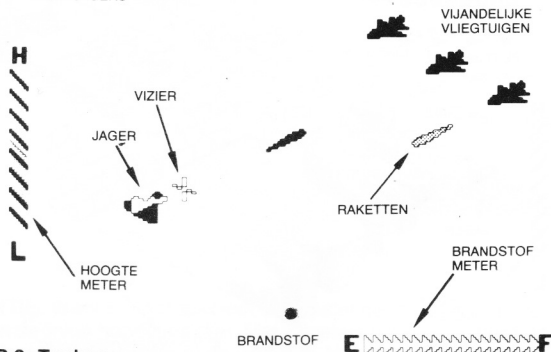 VIJANDELIJKE
VLIEGTUIGEN
H
VIZIER
JAGER
RAKETTEN
L
HOOGTE
METER
BRANDSTOF
METER
BRANDSTOF
E
F